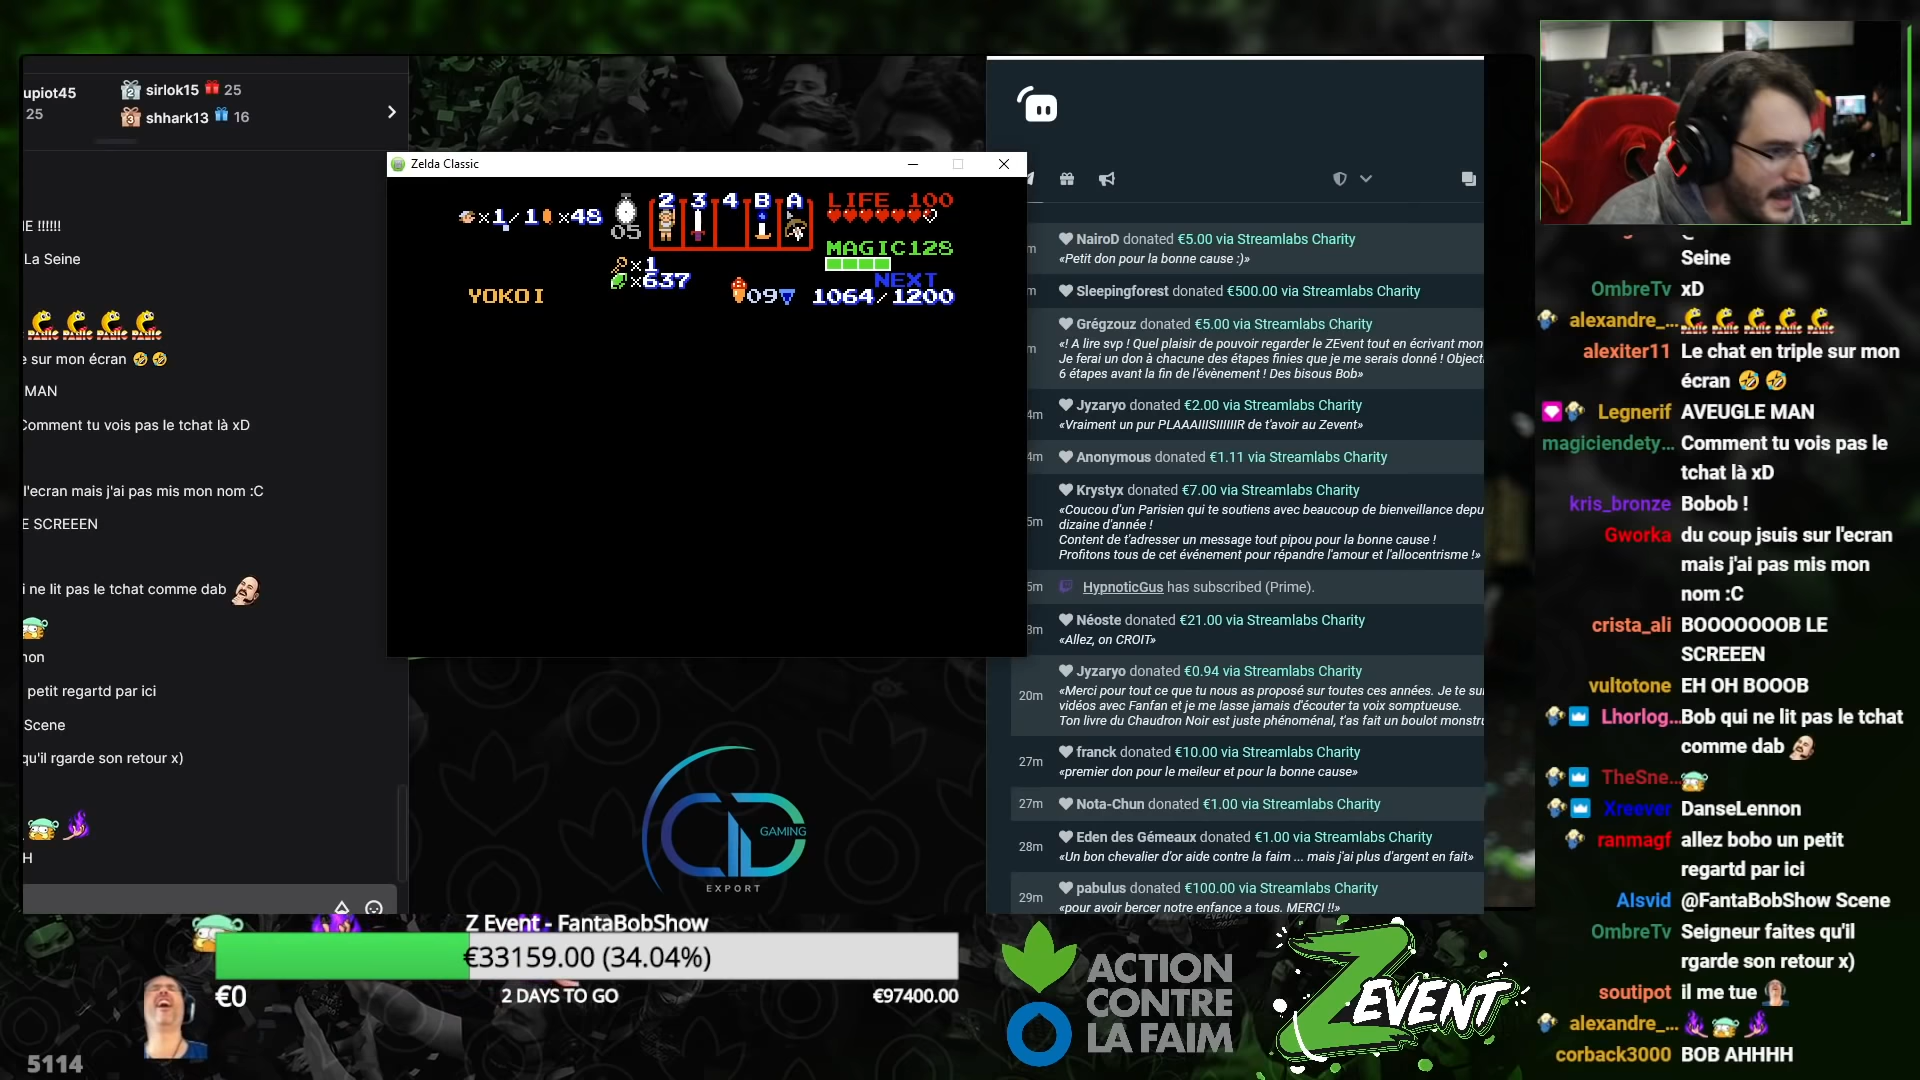 upiot45
25
sirlok15 25
shhark13 16
E !!!!!!
La Seine
e sur mon écran
MAN
Comment tu vois pas le tchat là xD
l'ecran mais j'ai pas mis mon nom :C
E SCREEEN
i ne lit pas le tchat comme dab
non
petit regartd par ici
Scene
qu'il rgarde son retour x)
H
Zelda Classic
×1/1 ×48
05
2 3 4 B A
LIFE 100
MAGIC128
×1
×637
NEXT
YOKOI
09
1064/1200
NairoD donated €5.00 via Streamlabs Charity
«Petit don pour la bonne cause :)»
Sleepingforest donated €500.00 via Streamlabs Charity
Grégzouz donated €5.00 via Streamlabs Charity
«! A lire svp ! Quel plaisir de pouvoir regarder le ZEvent tout en écrivant mon
Je ferai un don à chacune des étapes finies que je me serais donné ! Object
6 étapes avant la fin de l'évènement ! Des bisous Bob»
4m
Jyzaryo donated €2.00 via Streamlabs Charity
«Vraiment un pur PLAAAIIISIIIIIIR de t'avoir au Zevent»
4m
Anonymous donated €1.11 via Streamlabs Charity
5m
Krystyx donated €7.00 via Streamlabs Charity
«Coucou d'un Parisien qui te soutiens avec beaucoup de bienveillance depu
dizaine d'année !
Content de t'adresser un message tout pipou pour la bonne cause !
Profitons tous de cet événement pour répandre l'amour et l'allocentrisme !»
5m
HypnoticGus has subscribed (Prime).
8m
Néoste donated €21.00 via Streamlabs Charity
«Allez, on CROIT»
20m
Jyzaryo donated €0.94 via Streamlabs Charity
«Merci pour tout ce que tu nous as proposé sur toutes ces années. Je te sui
vidéos avec Fanfan et je me lasse jamais d'écouter ta voix somptueuse.
Ton livre du Chaudron Noir est juste phénoménal, t'as fait un boulot monstru
27m
franck donated €10.00 via Streamlabs Charity
«premier don pour le meileur et pour la bonne cause»
27m
Nota-Chun donated €1.00 via Streamlabs Charity
28m
Eden des Gémeaux donated €1.00 via Streamlabs Charity
«Un bon chevalier d'or aide contre la faim ... mais j'ai plus d'argent en fait»
29m
pabulus donated €100.00 via Streamlabs Charity
«pour avoir bercer notre enfance a tous. MERCI !!»
Seine
OmbreTv xD
alexandre_...
alexiter11 Le chat en triple sur mon
écran
Legnerif AVEUGLE MAN
magiciendety... Comment tu vois pas le
tchat là xD
kris_bronze Bobob !
Gworka du coup jsuis sur l'ecran
mais j'ai pas mis mon
nom :C
crista_ali BOOOOOOOB LE
SCREEEN
vultotone EH OH BOOOB
Lhorlog... Bob qui ne lit pas le tchat
comme dab
TheSne...
Xreever DanseLennon
ranmagf allez bobo un petit
regartd par ici
Alsvid @FantaBobShow Scene
OmbreTv Seigneur faites qu'il
rgarde son retour x)
soutipot il me tue
alexandre_...
corback3000 BOB AHHHH
GAMING
EXPORT
Z Event - FantaBobShow
€33159.00 (34.04%)
€0
2 DAYS TO GO
€97400.00
ACTION
CONTRE
LA FAIM
ZEVENT
5114